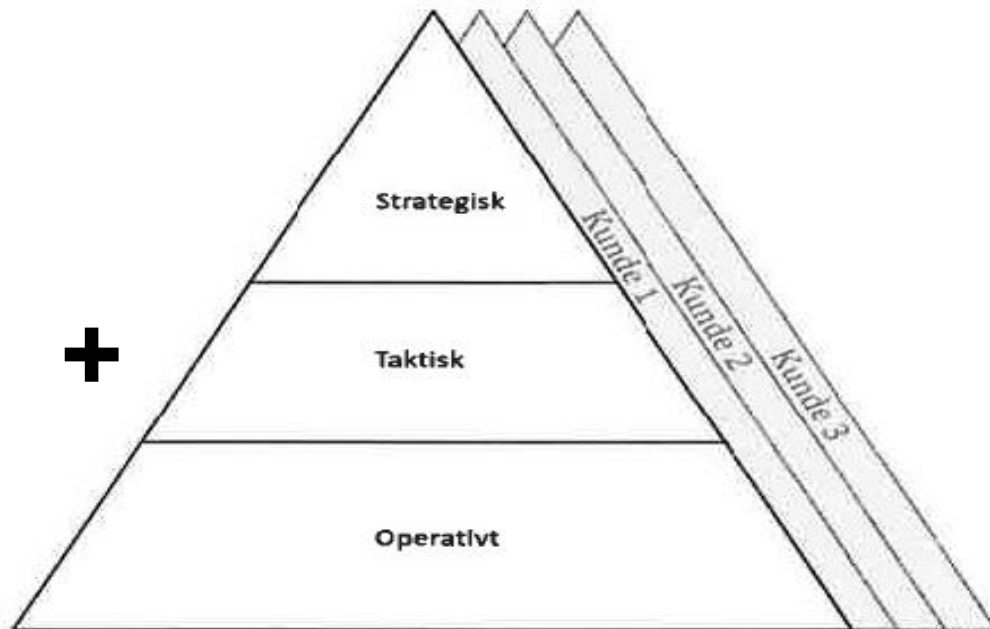 Strategisk
Kunde 1
Kunde 2
Taktisk
Kunde 3
Operativt
+